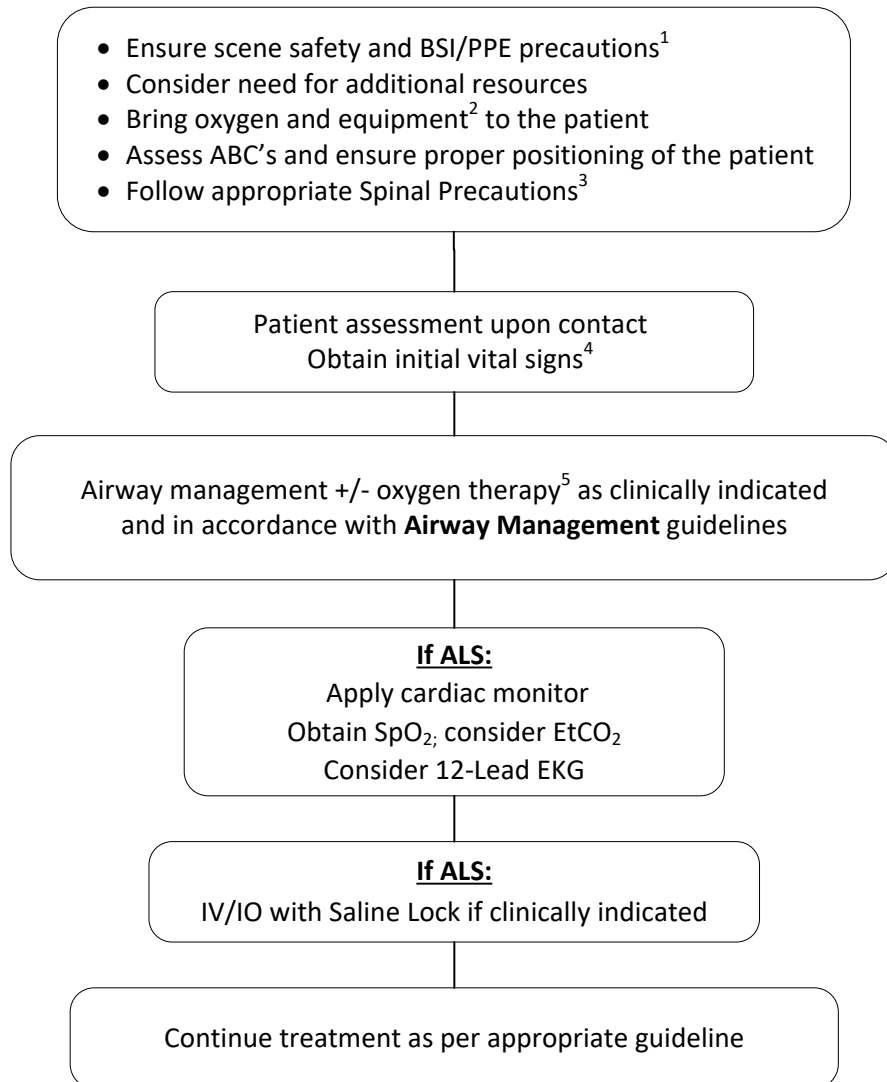 • Ensure scene safety and BSI/PPE precautions¹
• Consider need for additional resources
• Bring oxygen and equipment² to the patient
• Assess ABC’s and ensure proper positioning of the patient
• Follow appropriate Spinal Precautions³
Patient assessment upon contact
Obtain initial vital signs⁴
Airway management +/- oxygen therapy⁵ as clinically indicated
and in accordance with Airway Management guidelines
If ALS:
Apply cardiac monitor
Obtain SpO₂; consider EtCO₂
Consider 12-Lead EKG
If ALS:
IV/IO with Saline Lock if clinically indicated
Continue treatment as per appropriate guideline